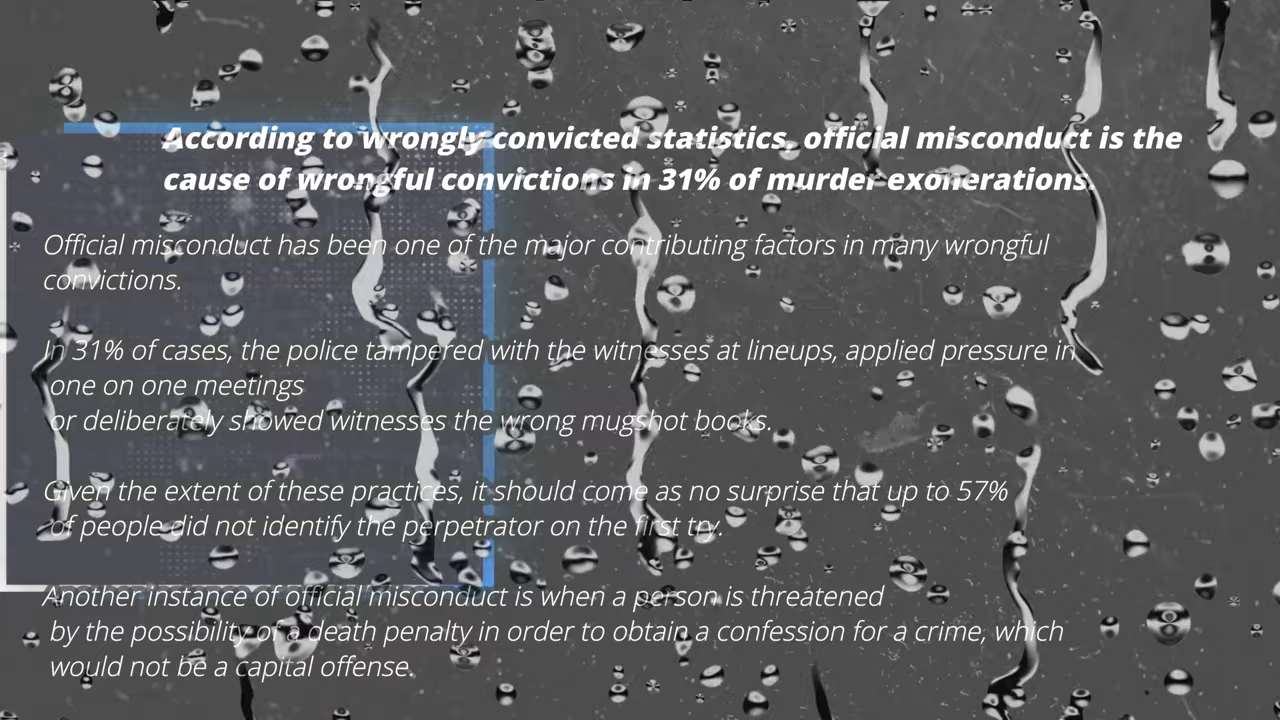 According to wrongly convicted statistics, official misconduct is the
cause of wrongful convictions in 31% of murder exonerations.
Official misconduct has been one of the major contributing factors in many wrongful
convictions.
In 31% of cases, the police tampered with the witnesses at lineups, applied pressure in
one on one meetings
or deliberately showed witnesses the wrong mugshot books.
Given the extent of these practices, it should come as no surprise that up to 57%
of people did not identify the perpetrator on the first try.
Another instance of official misconduct is when a person is threatened
by the possibility of a death penalty in order to obtain a confession for a crime, which
would not be a capital offense.